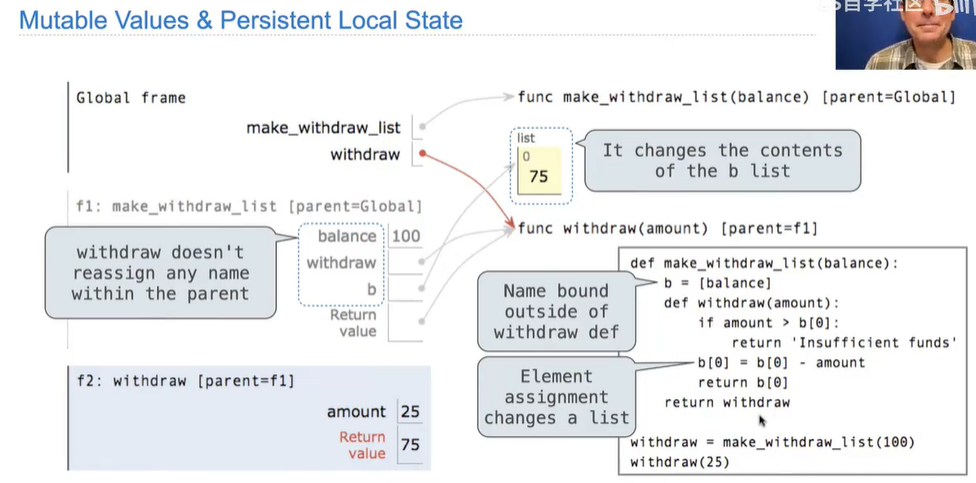 Mutable Values & Persistent Local State
自学社区
Global frame
make_withdraw_list
withdraw
func make_withdraw_list(balance) [parent=Global]
list
0
75
It changes the contents
of the b list
f1: make_withdraw_list [parent=Global]
balance 100
withdraw
b
Return
value
withdraw doesn't
reassign any name
within the parent
func withdraw(amount) [parent=f1]
Name bound
outside of
withdraw def
Element
assignment
changes a list
def make_withdraw_list(balance):
b = [balance]
def withdraw(amount):
if amount > b[0]:
return 'Insufficient funds'
b[0] = b[0] - amount
return b[0]
return withdraw
withdraw = make_withdraw_list(100)
withdraw(25)
f2: withdraw [parent=f1]
amount 25
Return
value 75